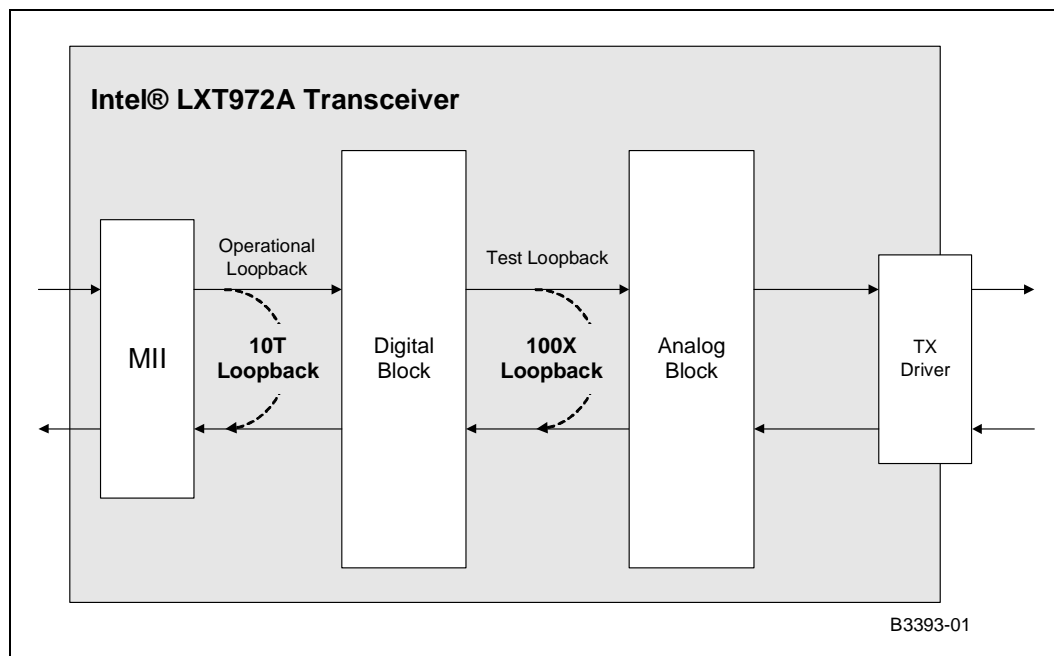 Intel® LXT972A Transceiver
Operational
Loopback
Test Loopback
MII
10T
Loopback
Digital
Block
100X
Loopback
Analog
Block
TX
Driver
B3393-01